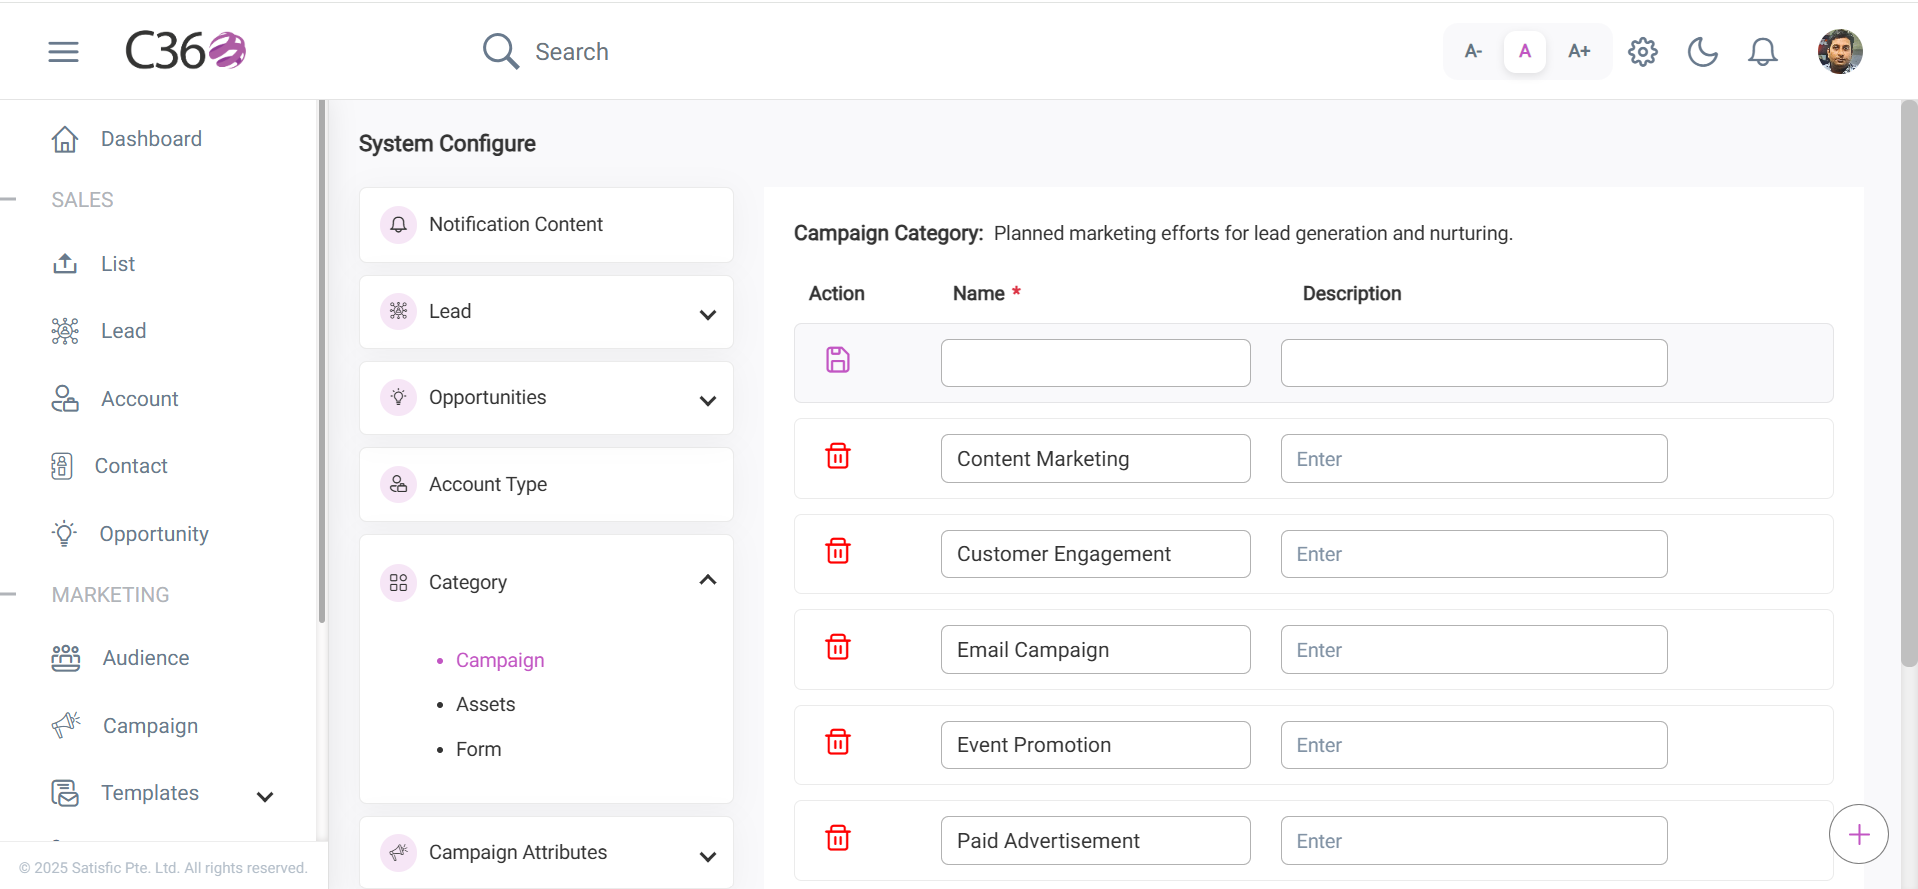 C360
Search
A-
A
A+
Dashboard
SALES
List
Lead
Account
Contact
Opportunity
MARKETING
Audience
Campaign
Templates
© 2025 Satisfic Pte. Ltd. All rights reserved.
System Configure
Notification Content
Lead
Opportunities
Account Type
Category
• Campaign
• Assets
• Form
Campaign Attributes
Campaign Category: Planned marketing efforts for lead generation and nurturing.
Action Name * Description
Content Marketing Enter
Customer Engagement Enter
Email Campaign Enter
Event Promotion Enter
Paid Advertisement Enter